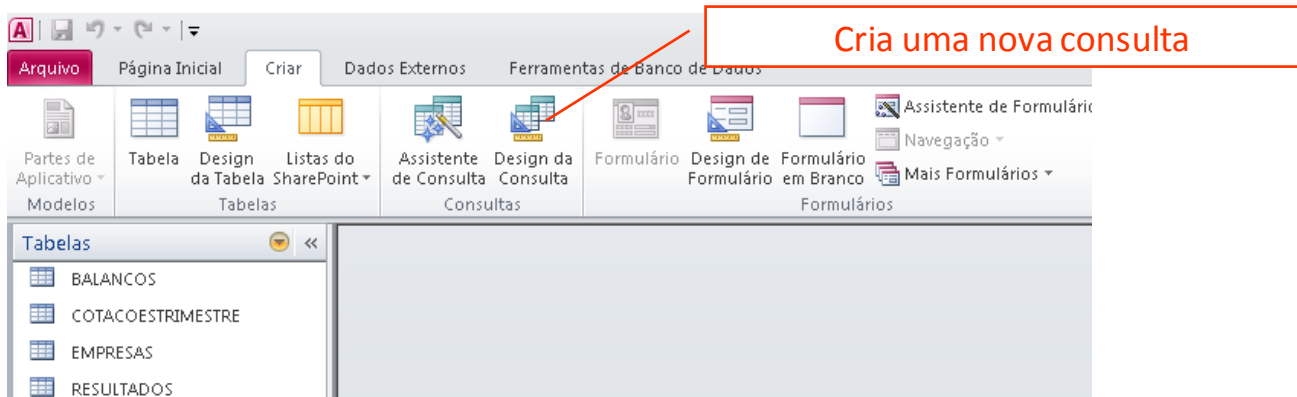 Cria uma nova consulta
Arquivo Página Inicial Criar Dados Externos Ferramentas de Banco de Dados
Assistente de Formulário
Navegação
Mais Formulários
Partes de Aplicativo
Tabela
Design da Tabela
Listas do SharePoint
Assistente de Consulta
Design da Consulta
Formulário
Design de Formulário
Formulário em Branco
Modelos Tabelas Consultas Formulários
Tabelas
BALANCOS
COTACOESTRIMESTRE
EMPRESAS
RESULTADOS